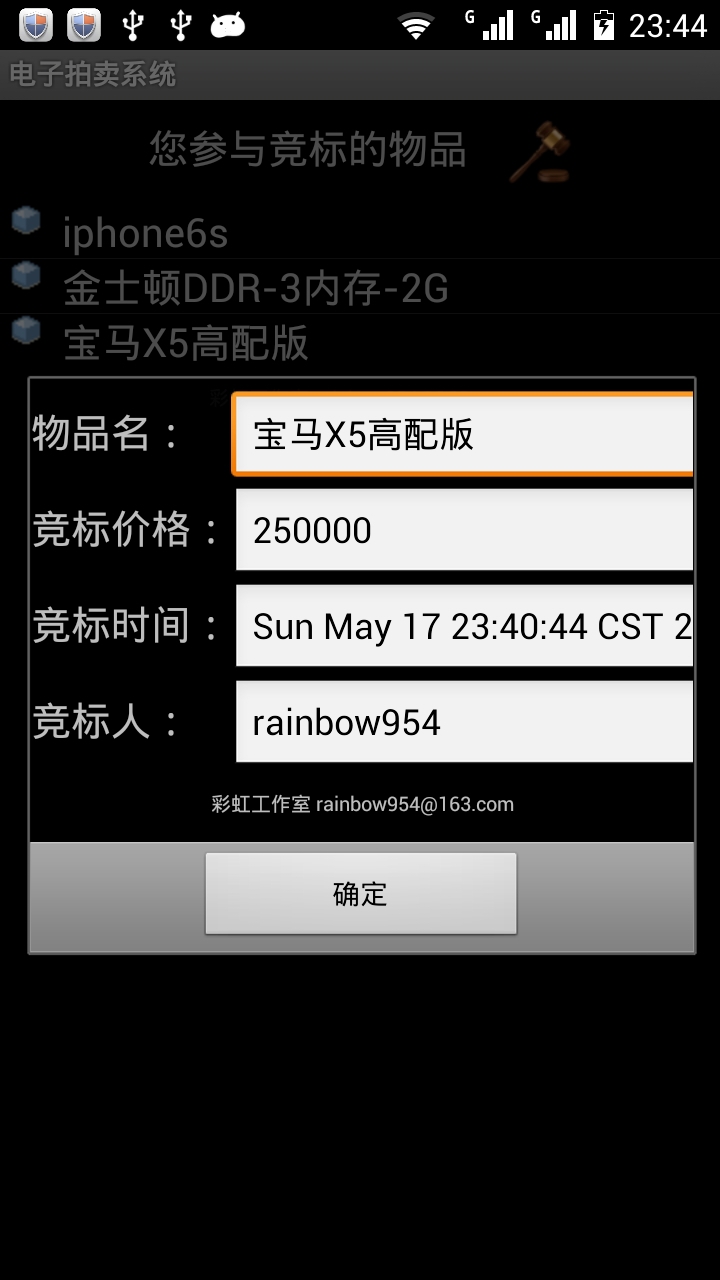 G G 23:44
电子拍卖系统
您参与竞标的物品
iphone6s
金士顿DDR-3内存-2G
宝马X5高配版
物品名： 宝马X5高配版
竞标价格： 250000
竞标时间： Sun May 17 23:40:44 CST 2
竞标人： rainbow954
彩虹工作室 rainbow954@163.com
确定